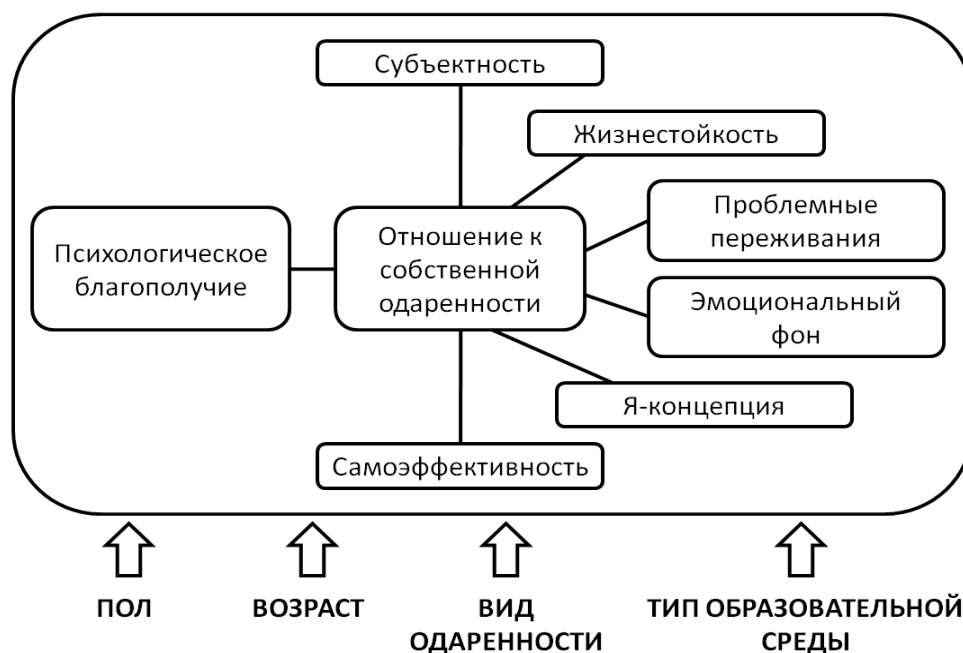 Субъектность
Жизнестойкость
Проблемные
переживания
Психологическое
благополучие
Отношение к
собственной
одаренности
Эмоциональный
фон
Я-концепция
Самоэффективность
ПОЛ
ВОЗРАСТ
ВИД
ОДАРЕННОСТИ
ТИП ОБРАЗОВАТЕЛЬНОЙ
СРЕДЫ